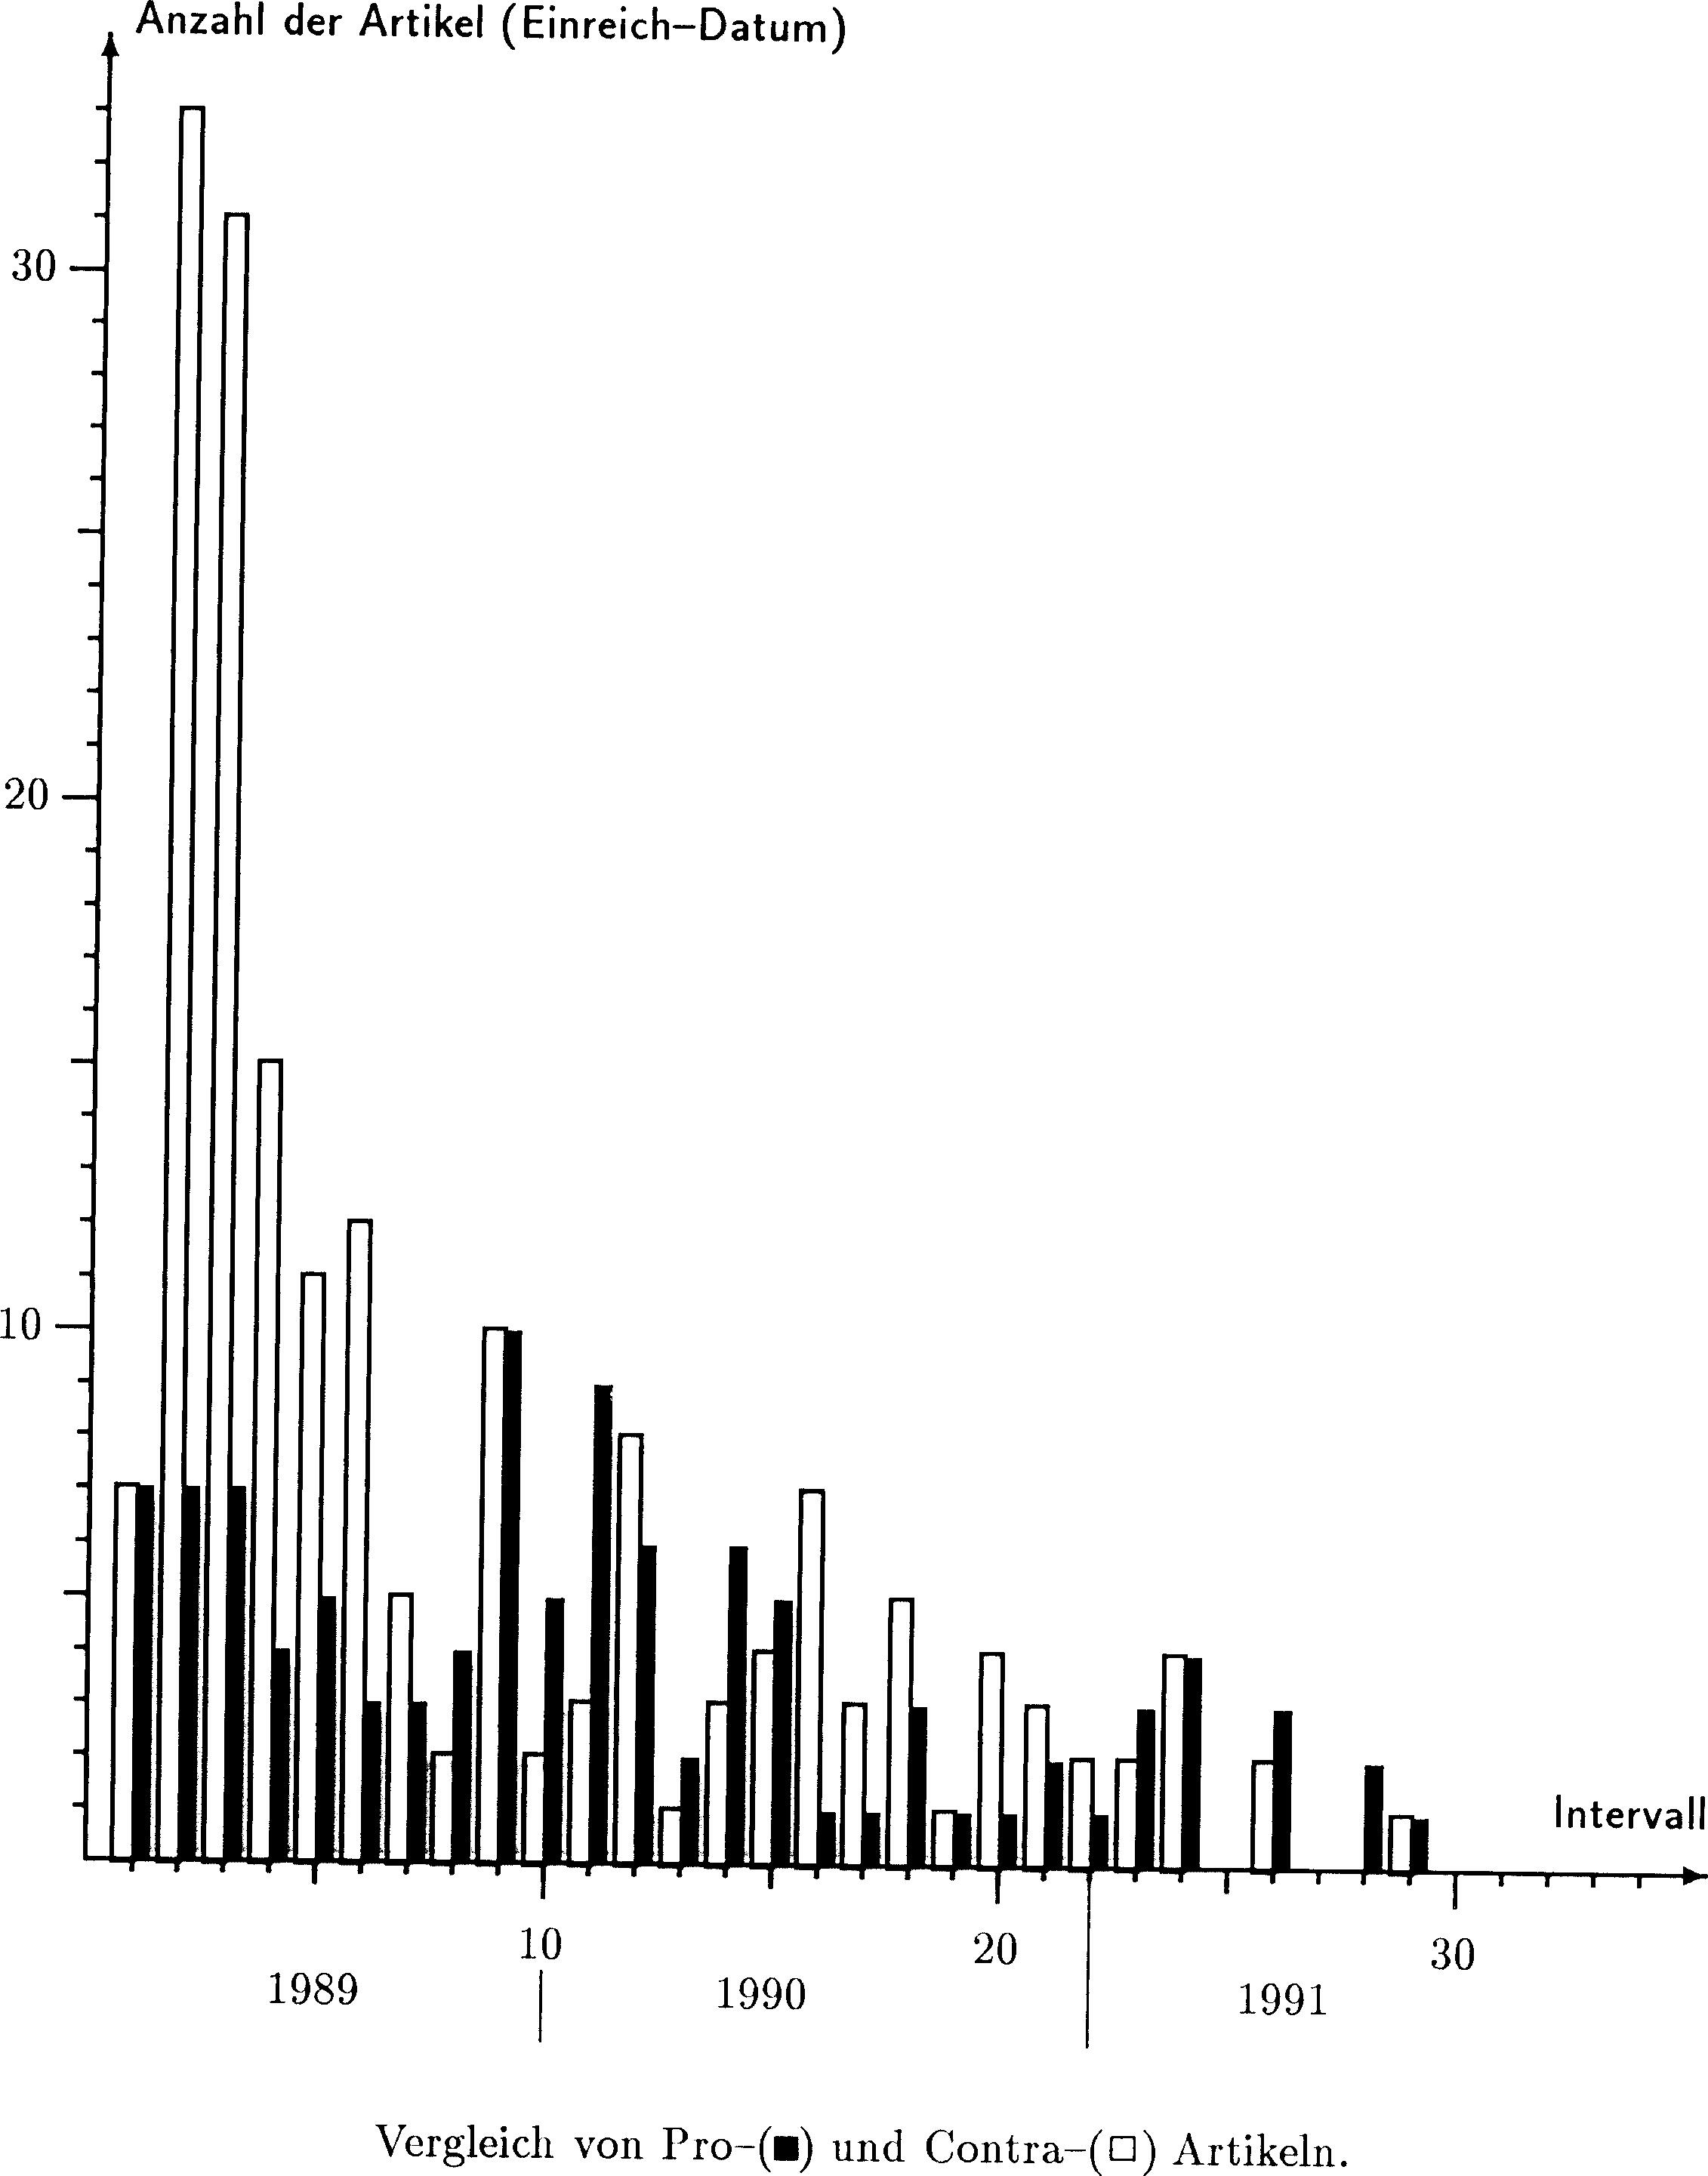 Anzahl der Artikel (Einreich–Datum)
30
20
10
Intervall
10 20 30
1989 1990 1991
Vergleich von Pro–(■) und Contra–(□) Artikeln.